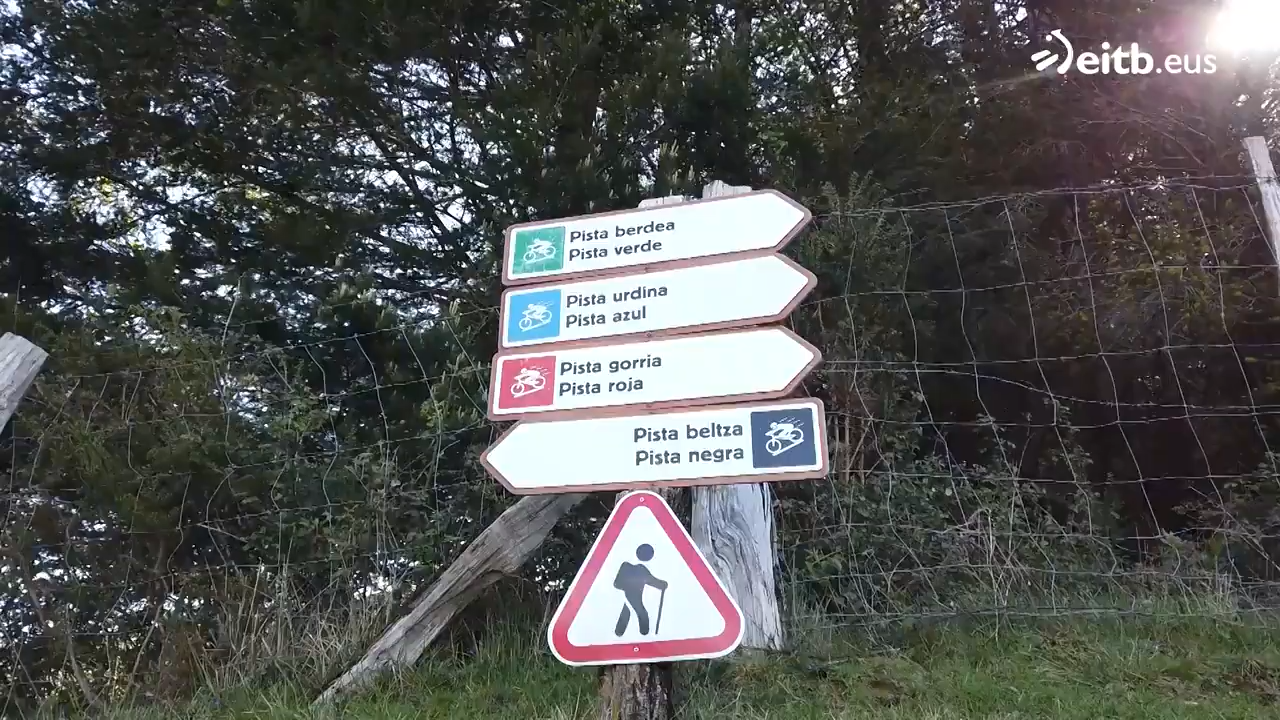 eitb.eus
Pista berdea
Pista verde
Pista urdina
Pista azul
Pista gorria
Pista roja
Pista beltza
Pista negra